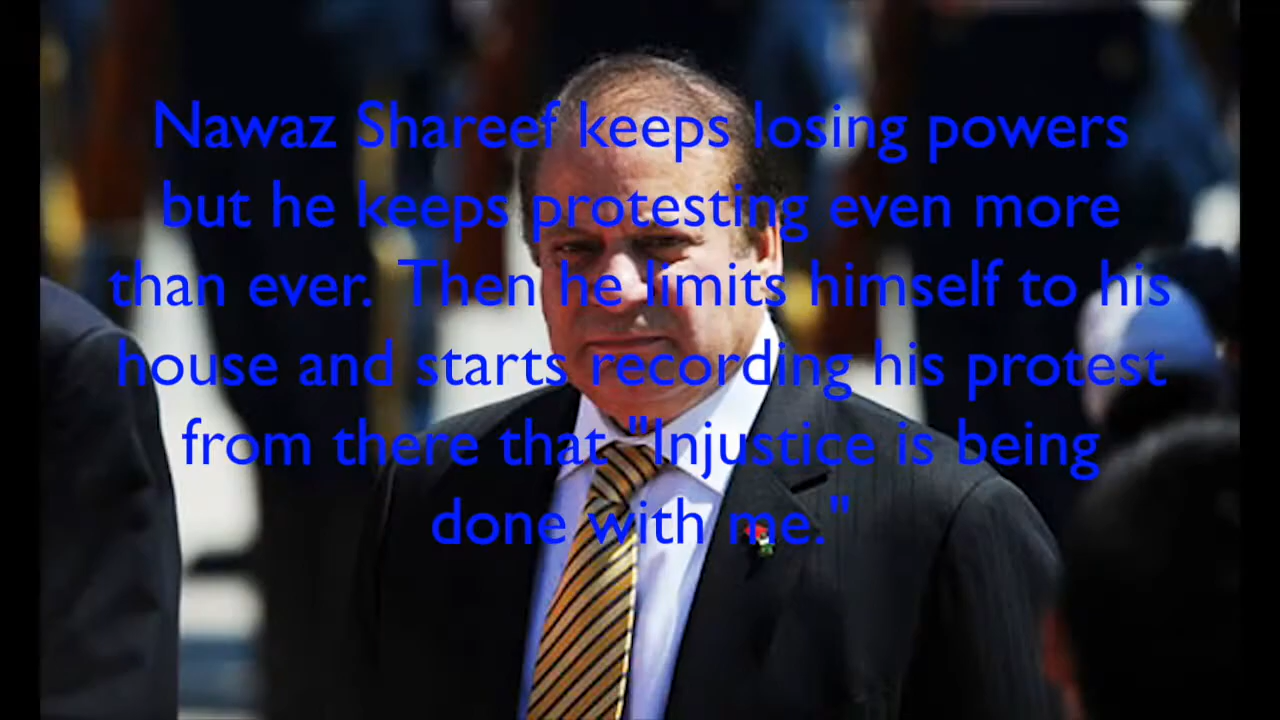 Nawaz Shareef keeps losing powers
but he keeps protesting even more
than ever. Then he limits himself to his
house and starts recording his protest
from there that "Injustice is being
done with me."